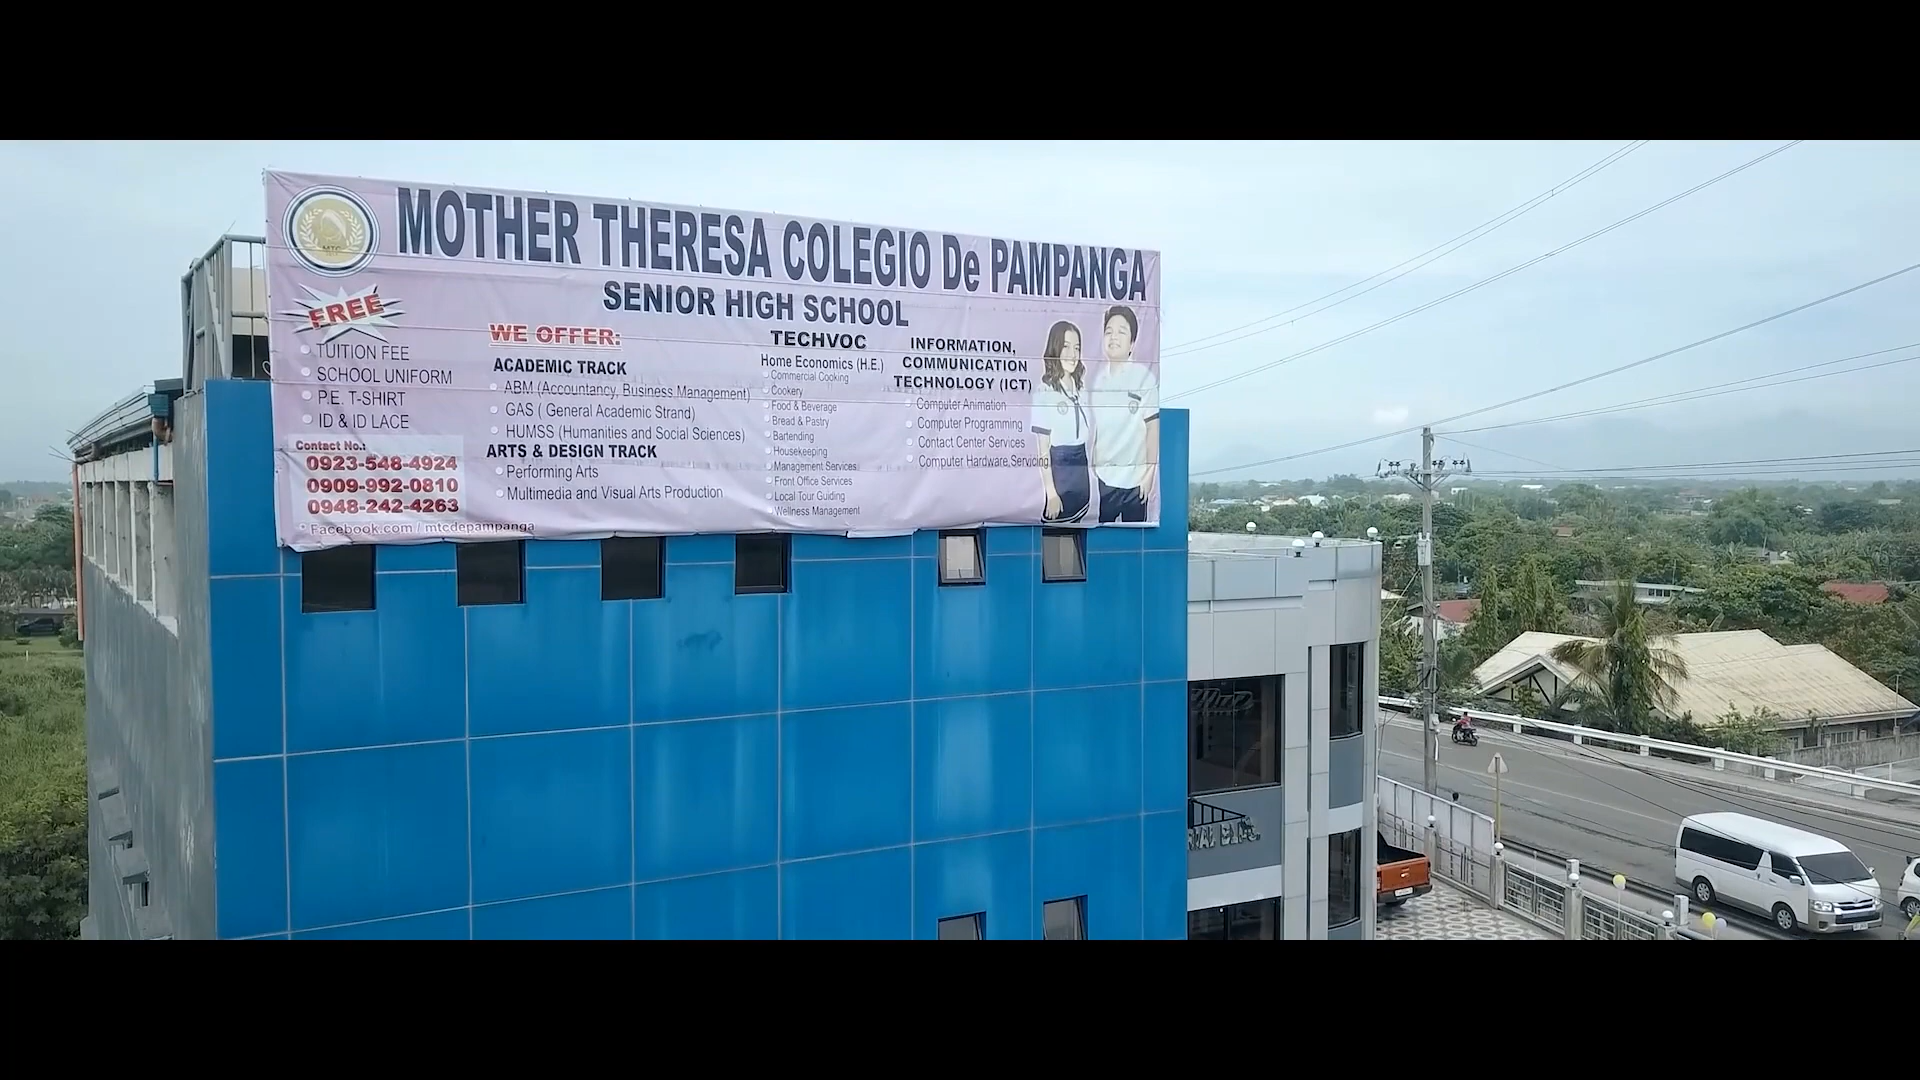 MOTHER THERESA COLEGIO De PAMPANGA
SENIOR HIGH SCHOOL
MTC
FREE
TUITION FEE
SCHOOL UNIFORM
P.E. T-SHIRT
ID & ID LACE
Contact No.:
0923-548-4924
0909-992-0810
0948-242-4263
* Facebook.com / mtcdepampanga
WE OFFER:
ACADEMIC TRACK
ABM (Accountancy, Business Management)
GAS ( General Academic Strand)
HUMSS (Humanities and Social Sciences)
ARTS & DESIGN TRACK
Performing Arts
Multimedia and Visual Arts Production
TECHVOC
Home Economics (H.E.)
Commercial Cooking
Cookery
Food & Beverage
Bread & Pastry
Bartending
Housekeeping
Management Services
Front Office Services
Local Tour Guiding
Wellness Management
INFORMATION,
COMMUNICATION
TECHNOLOGY (ICT)
Computer Animation
Computer Programming
Contact Center Services
Computer Hardware Servicing